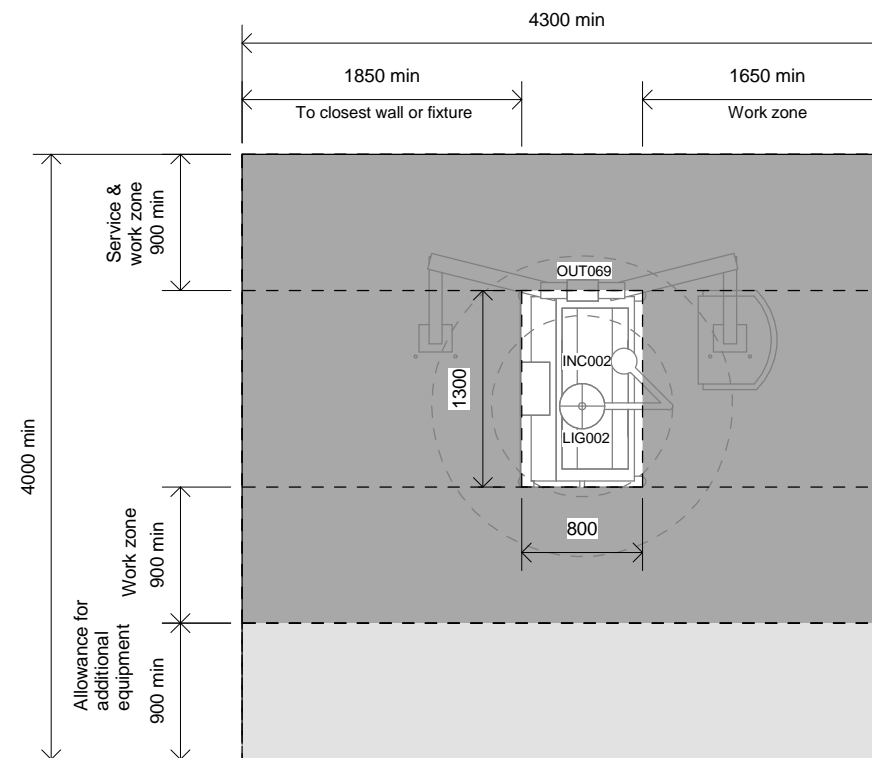 4300 min
1850 min
1650 min
To closest wall or fixture
Work zone
Service &
work zone
900 min
OUT069
INC002
1300
LIG002
4000 min
800
Work zone
900 min
Allowance for
additional
equipment
900 min